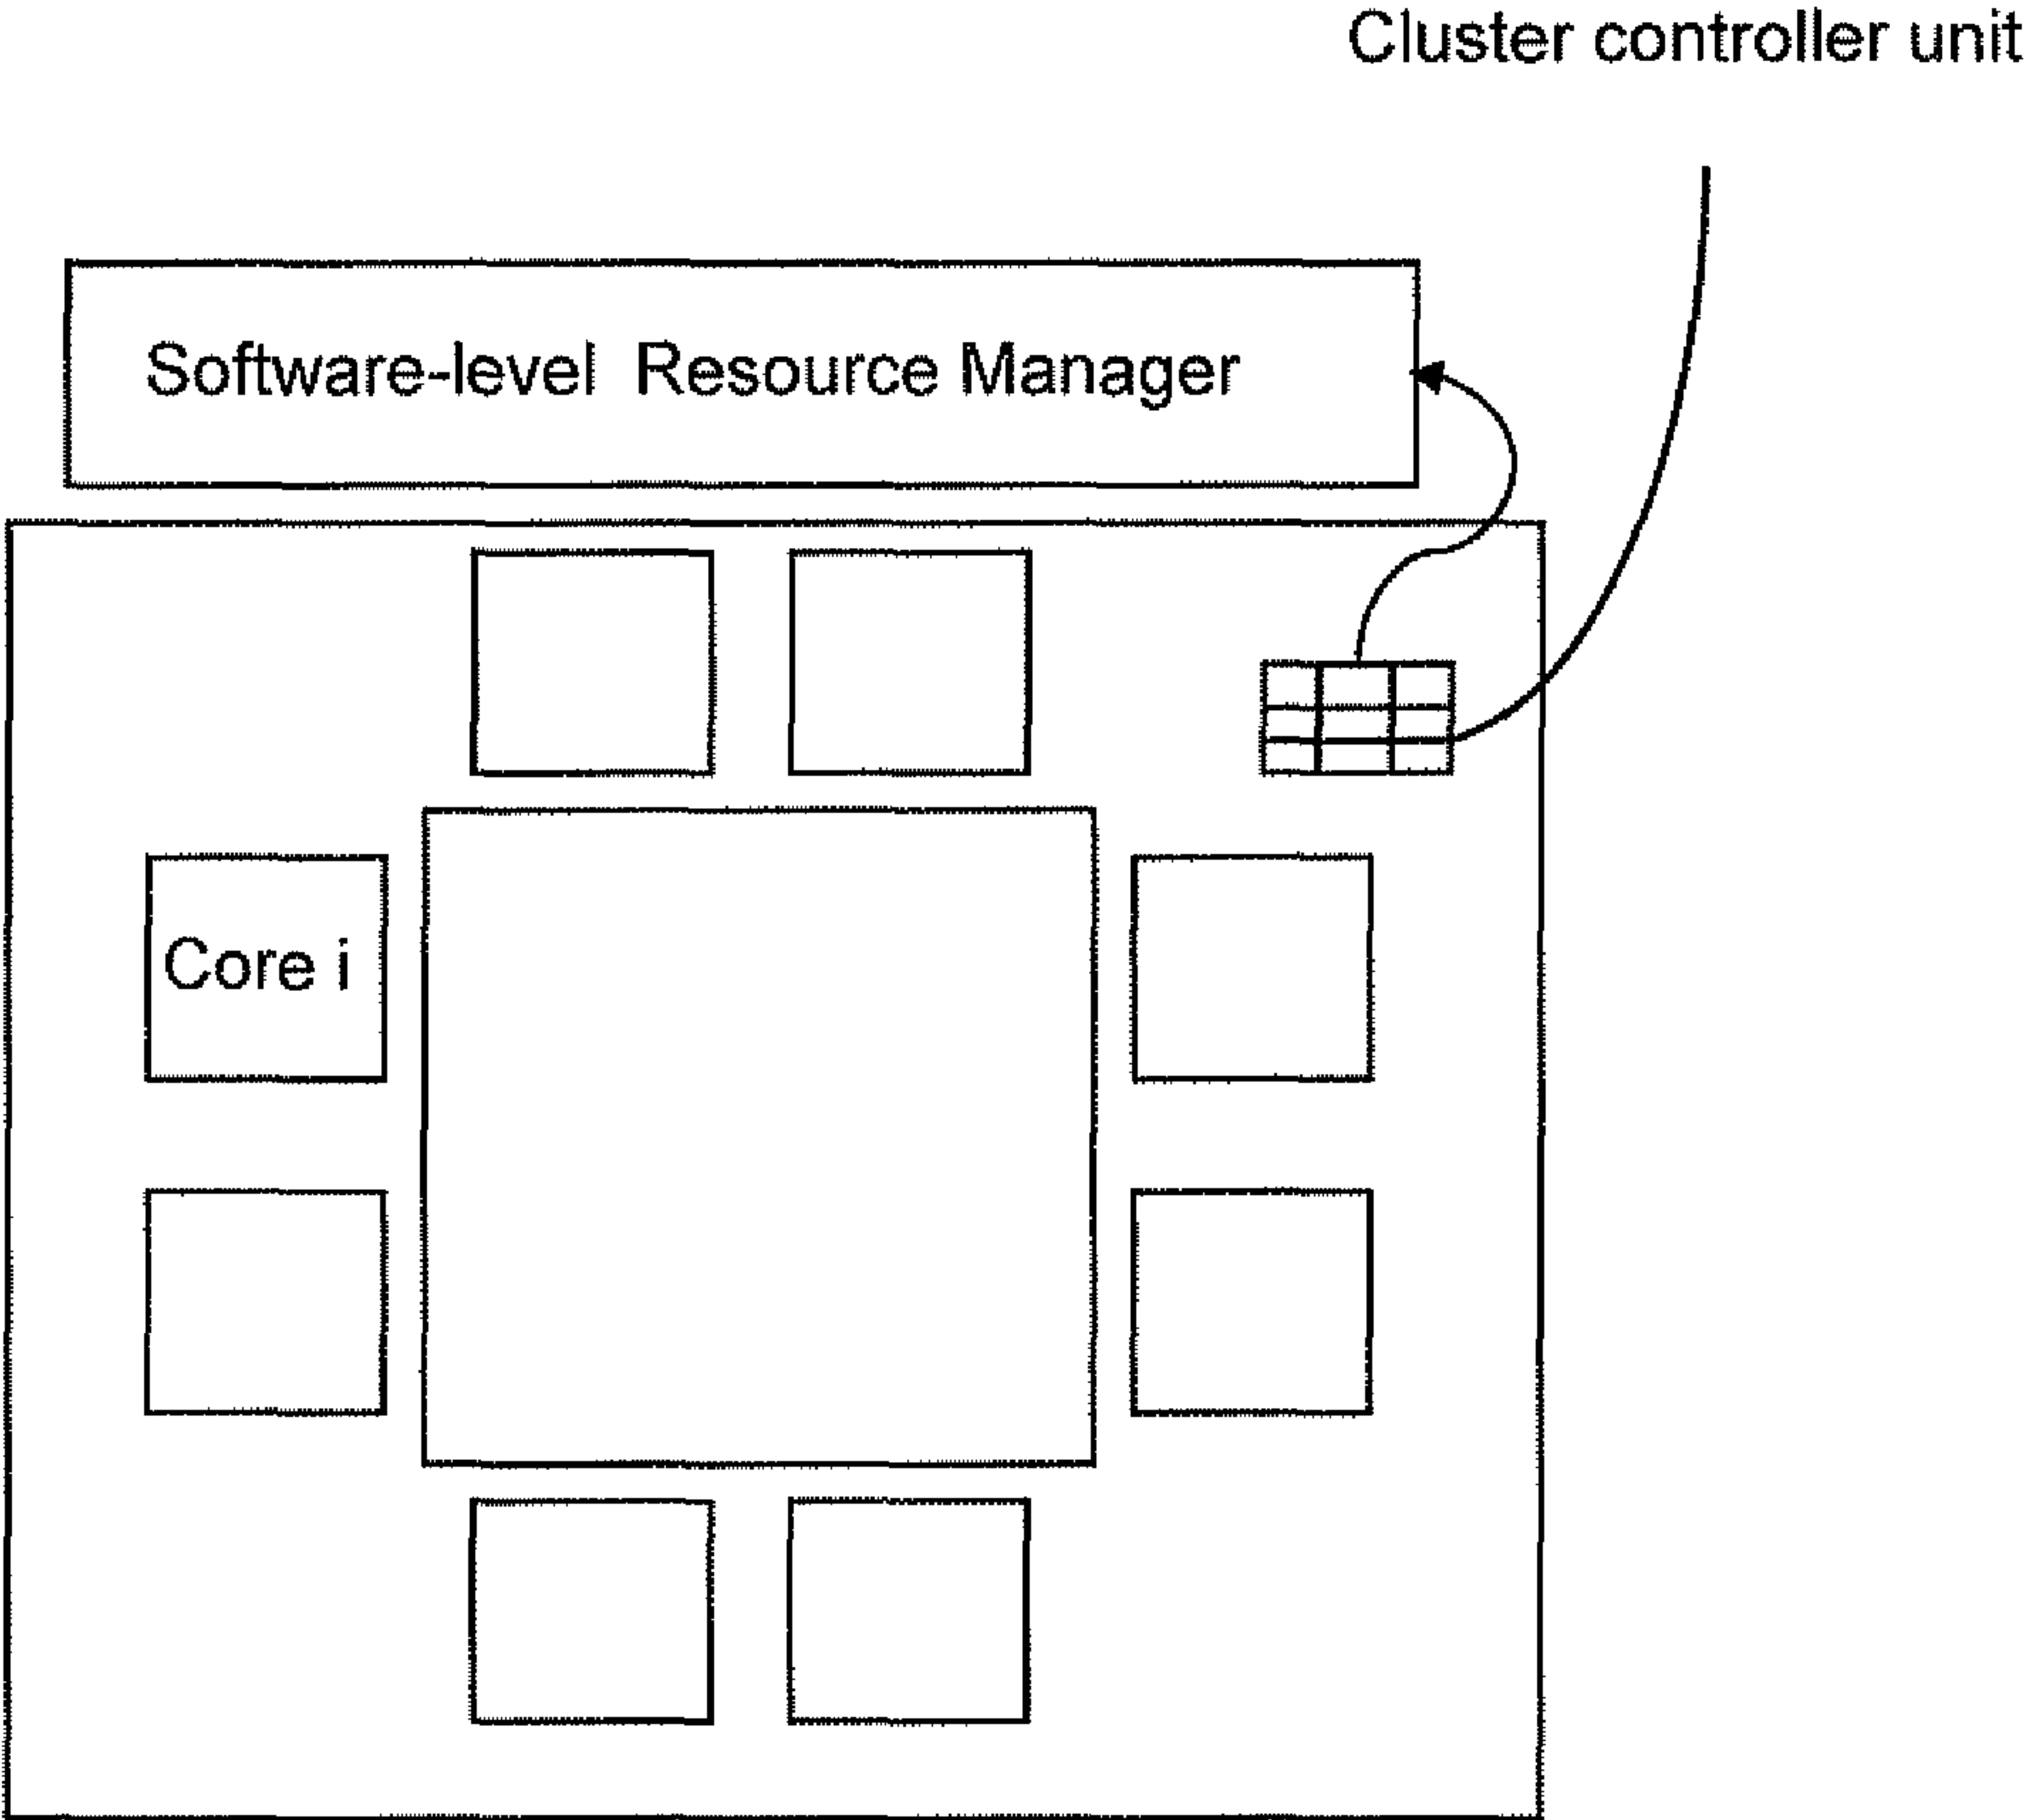 Cluster controller unit
Software-level Resource Manager
Core i